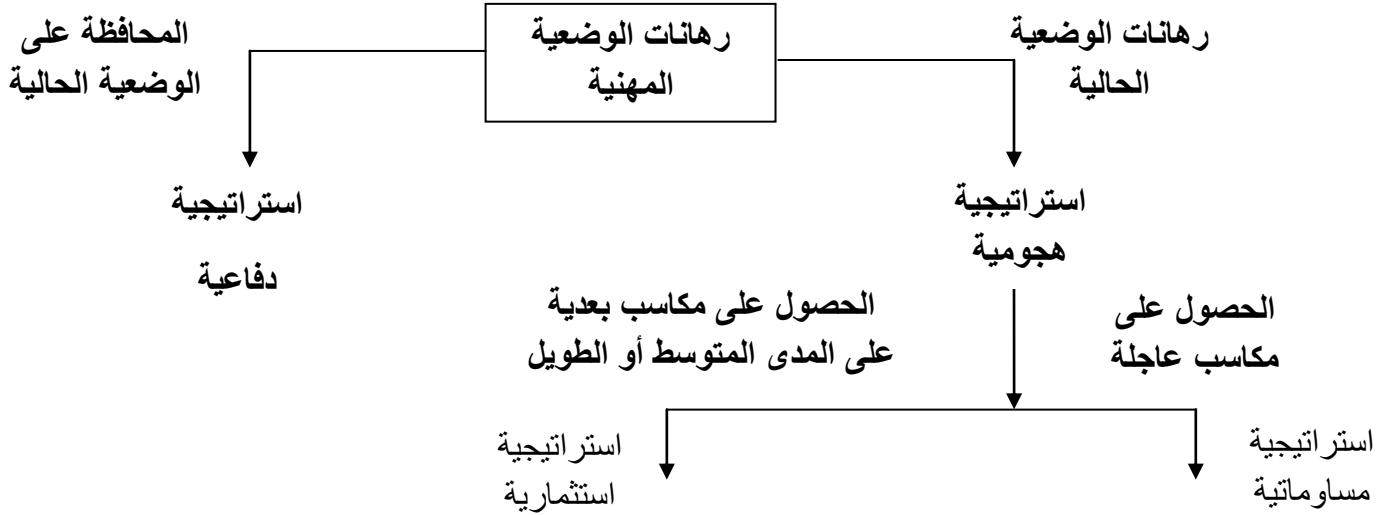 رهانات الوضعية
الحالية
رهانات الوضعية
المهنية
المحافظة على
الوضعية الحالية
استراتيجية
هجومية
استراتيجية
دفاعية
الحصول على
مكاسب عاجلة
الحصول على مكاسب بعدية
على المدى المتوسط أو الطويل
استراتيجية
مساوماتية
استراتيجية
استثمارية